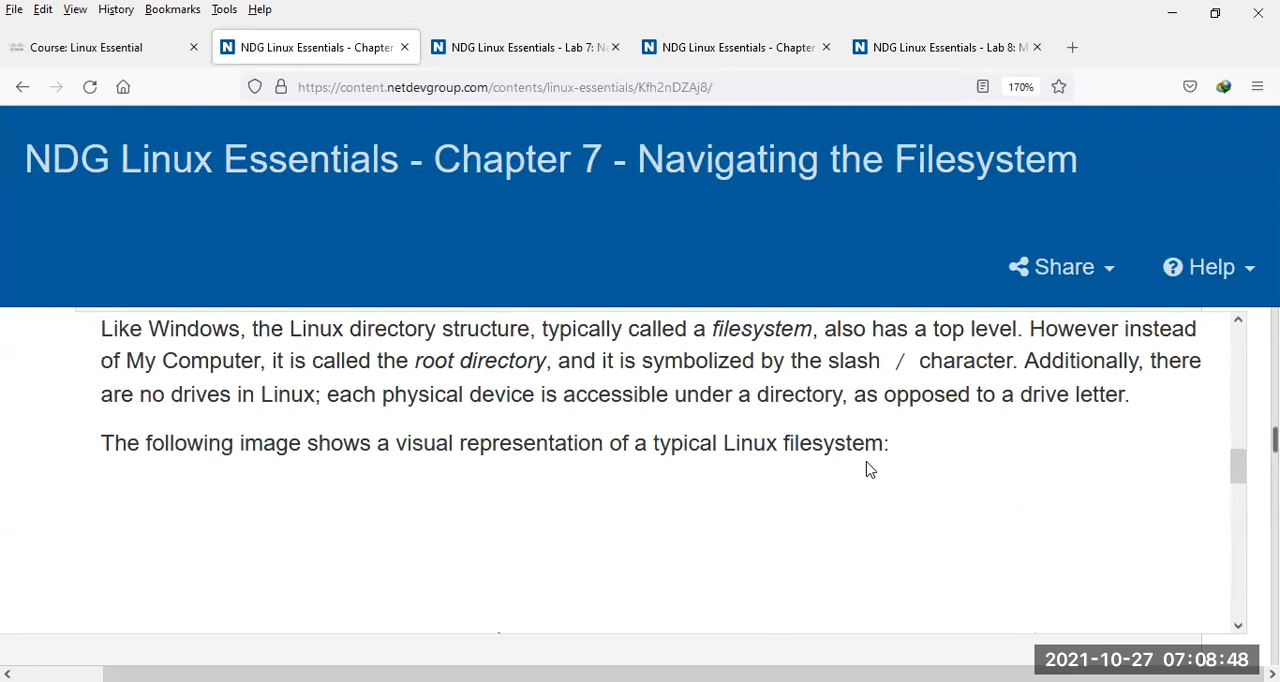 File Edit View History Bookmarks Tools Help
Course: Linux Essential
NDG Linux Essentials - Chapter
NDG Linux Essentials - Lab 7: Na
NDG Linux Essentials - Chapter
NDG Linux Essentials - Lab 8: M
https://content.netdevgroup.com/contents/linux-essentials/Kfh2nDZAj8/
170%
NDG Linux Essentials - Chapter 7 - Navigating the Filesystem
Share
Help
Like Windows, the Linux directory structure, typically called a filesystem, also has a top level. However instead
of My Computer, it is called the root directory, and it is symbolized by the slash / character. Additionally, there
are no drives in Linux; each physical device is accessible under a directory, as opposed to a drive letter.
The following image shows a visual representation of a typical Linux filesystem:
2021-10-27 07:08:48